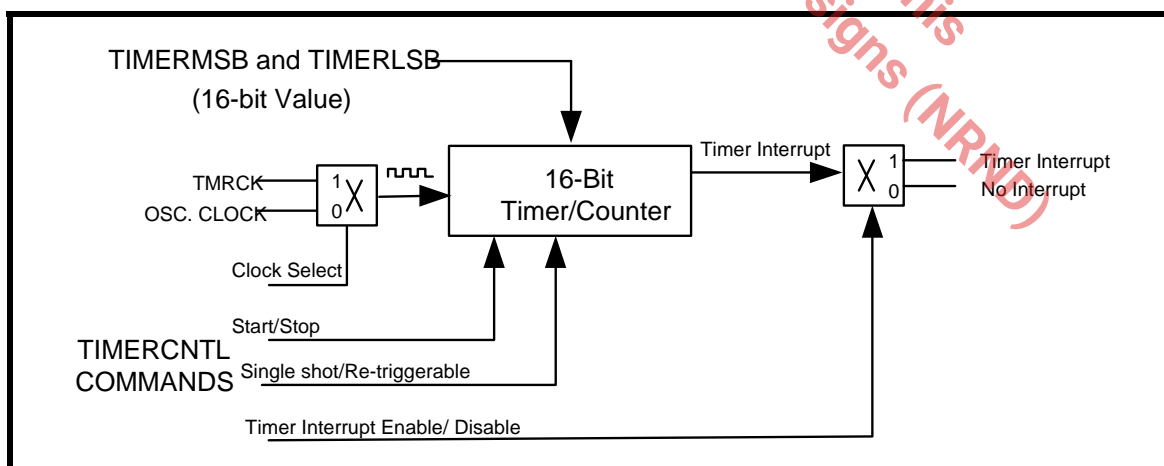 his
signs (NRND)
TIMERMSB and TIMERLSB
(16-bit Value)
Timer Interrupt
16-Bit
Timer/Counter
TMRCK
OSC. CLOCK
1
0
X
X
1
0
Timer Interrupt
No Interrupt
Clock Select
Start/Stop
TIMERCNTL
COMMANDS
Single shot/Re-triggerable
Timer Interrupt Enable/ Disable